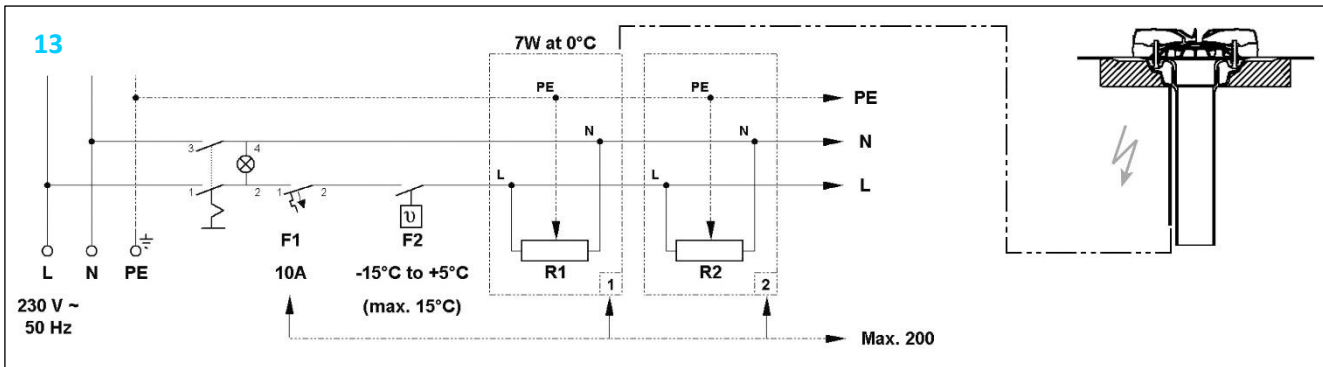 13
7W at 0°C
PE
PE
PE
N
N
N
3
4
L
L
L
1
2
1
2
υ
L
N
PE
F1
F2
R1
R2
230 V ~
50 Hz
10A
-15°C to +5°C
(max. 15°C)
1
2
Max. 200